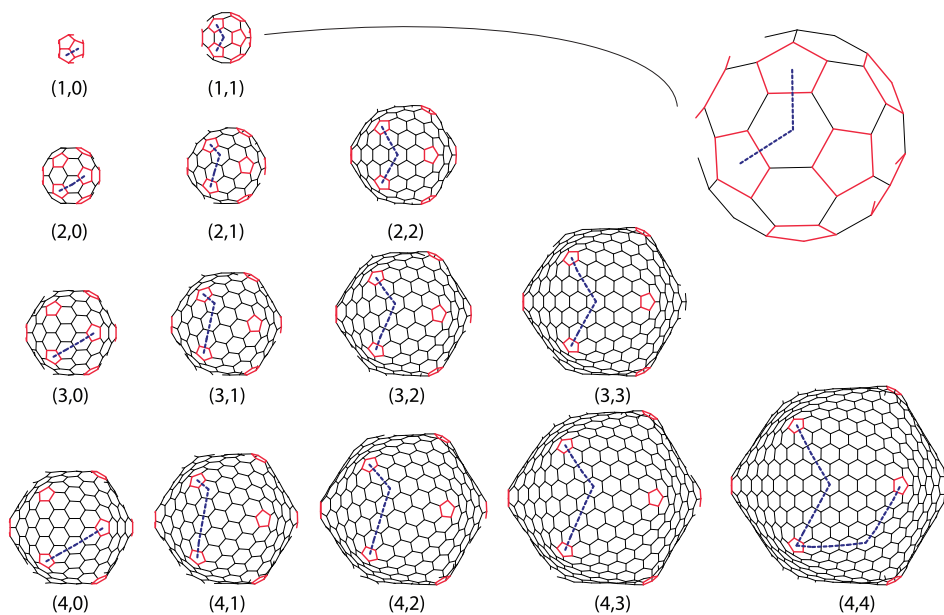 (1,0) (1,1)
(2,0) (2,1) (2,2)
(3,0) (3,1) (3,2) (3,3)
(4,0) (4,1) (4,2) (4,3) (4,4)